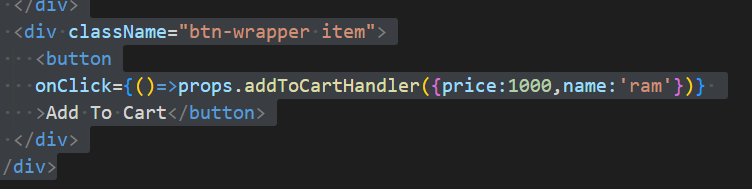 </div>
<div className="btn-wrapper item">
<button
onClick={()=>props.addToCartHandler({price:1000,name:'ram'})}
>Add To Cart</button>
</div>
/div>